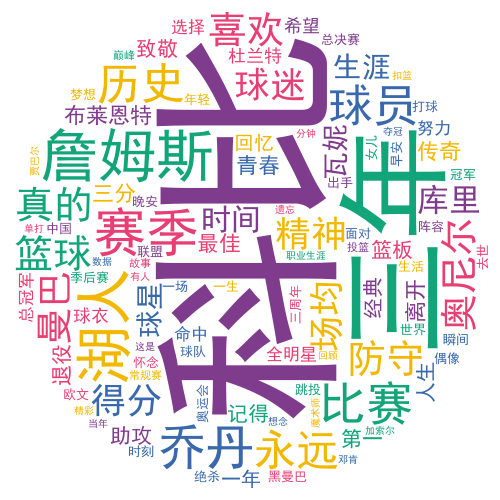 喜欢
希望
选择
总决赛
巅峰
致敬
杜兰特
扣篮
历史
球迷
生涯
梦想
年轻
球员
打球
布莱恩特
回忆
分钟
夺冠
努力
贾巴尔
詹姆斯
青春
瓦妮
女儿
早安
传奇
科比
三年
三分
晚安
出手
库里
冠军
真的
赛季
时间
遗忘
精神
面对
投篮
阵容
单打
中国
联盟
最佳
职业生涯
篮板
奥尼尔
去世
篮球
数据
故事
季后赛
有人
一场
一生
三周年
场均
经典
离开
生活
世界
总冠军
曼巴
湖人
球星
命中
瞬间
球衣
这是
球队
全明星
回顾
防守
偶像
退役
怀念
常规赛
人生
欧文
精彩
得分
奥运会
记得
跳投
魔术师
比赛
当年
想念
第一
加索尔
助攻
时刻
乔丹
永远
邓肯
绝杀
一年
黑曼巴